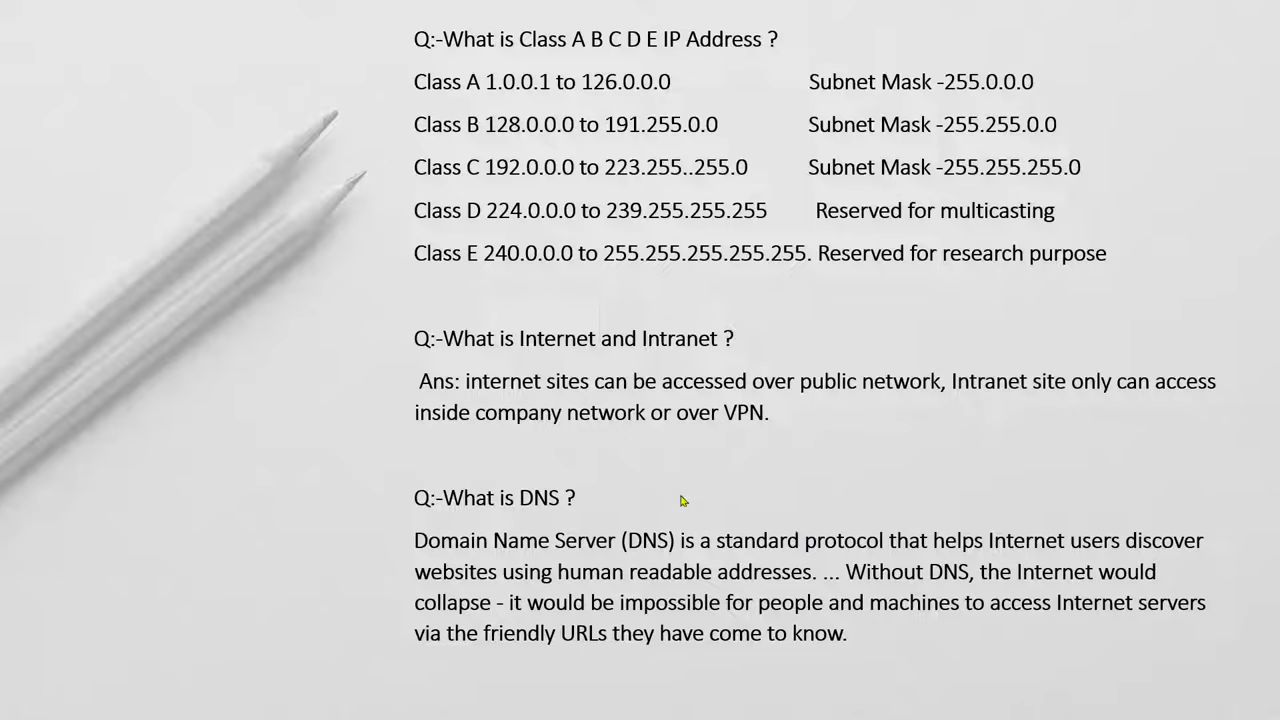 Q:-What is Class A B C D E IP Address ?
Class A 1.0.0.1 to 126.0.0.0 Subnet Mask -255.0.0.0
Class B 128.0.0.0 to 191.255.0.0 Subnet Mask -255.255.0.0
Class C 192.0.0.0 to 223.255..255.0 Subnet Mask -255.255.255.0
Class D 224.0.0.0 to 239.255.255.255 Reserved for multicasting
Class E 240.0.0.0 to 255.255.255.255.255. Reserved for research purpose
Q:-What is Internet and Intranet ?
Ans: internet sites can be accessed over public network, Intranet site only can access
inside company network or over VPN.
Q:-What is DNS ?
Domain Name Server (DNS) is a standard protocol that helps Internet users discover
websites using human readable addresses. ... Without DNS, the Internet would
collapse - it would be impossible for people and machines to access Internet servers
via the friendly URLs they have come to know.